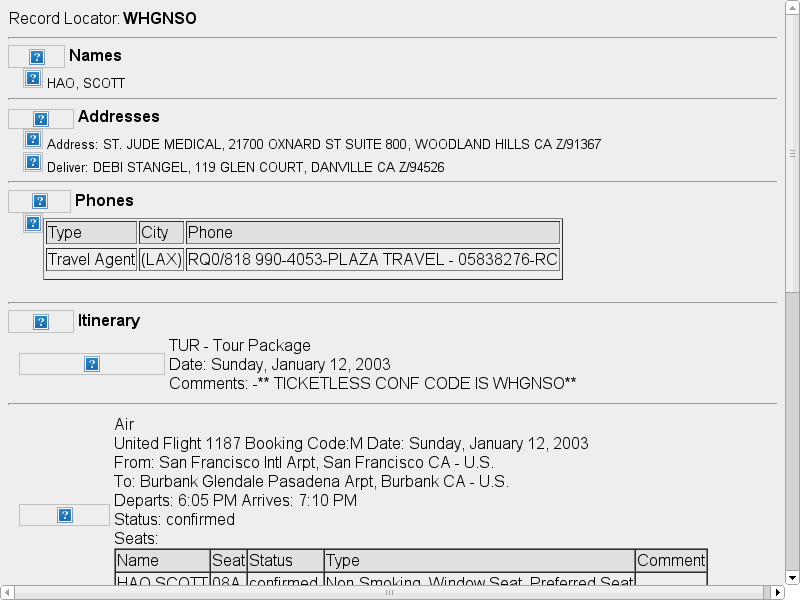 Record Locator: WHGNSO
Names
HAO, SCOTT
Addresses
Address: ST. JUDE MEDICAL, 21700 OXNARD ST SUITE 800, WOODLAND HILLS CA Z/91367
Deliver: DEBI STANGEL, 119 GLEN COURT, DANVILLE CA Z/94526
Phones
Type City Phone
Travel Agent (LAX) RQ0/818 990-4053-PLAZA TRAVEL - 05838276-RC
Itinerary
TUR - Tour Package
Date: Sunday, January 12, 2003
Comments: -** TICKETLESS CONF CODE IS WHGNSO**
Air
United Flight 1187 Booking Code:M Date: Sunday, January 12, 2003
From: San Francisco Intl Arpt, San Francisco CA - U.S.
To: Burbank Glendale Pasadena Arpt, Burbank CA - U.S.
Departs: 6:05 PM Arrives: 7:10 PM
Status: confirmed
Seats:
Name Seat Status Type Comment
HAO SCOTT 08A confirmed Non Smoking, Window Seat, Preferred Seat